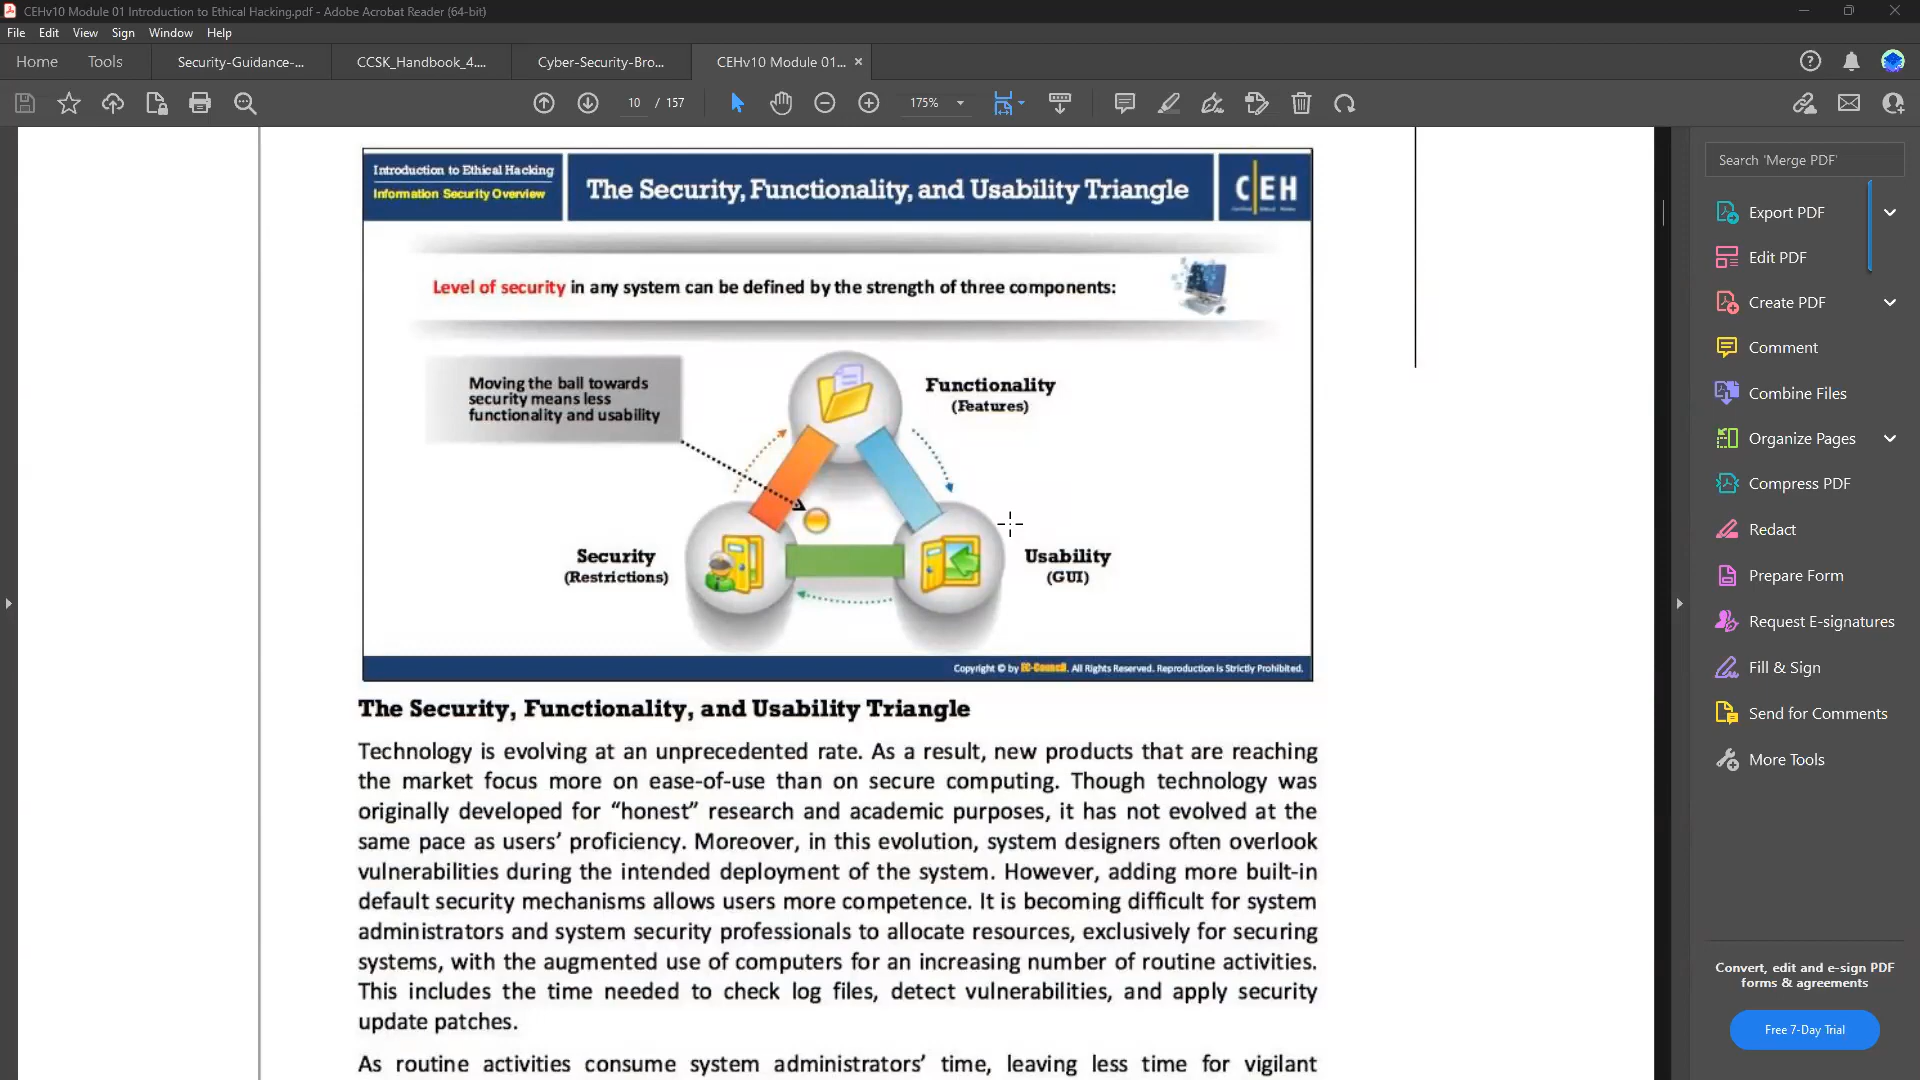 CEHv10 Module 01 Introduction to Ethical Hacking.pdf - Adobe Acrobat Reader (64-bit)
File Edit View Sign Window Help
Home Tools Security-Guidance-... CCSK_Handbook_4.... Cyber-Security-Bro... CEHv10 Module 01... ×
10 / 157 175%
Introduction to Ethical Hacking
Information Security Overview
The Security, Functionality, and Usability Triangle
C|EH
Level of security in any system can be defined by the strength of three components:
Moving the ball towards
security means less
functionality and usability
Functionality
(Features)
Security
(Restrictions)
Usability
(GUI)
Copyright © by EC-Council. All Rights Reserved. Reproduction is Strictly Prohibited.
The Security, Functionality, and Usability Triangle
Technology is evolving at an unprecedented rate. As a result, new products that are reaching
the market focus more on ease-of-use than on secure computing. Though technology was
originally developed for “honest” research and academic purposes, it has not evolved at the
same pace as users’ proficiency. Moreover, in this evolution, system designers often overlook
vulnerabilities during the intended deployment of the system. However, adding more built-in
default security mechanisms allows users more competence. It is becoming difficult for system
administrators and system security professionals to allocate resources, exclusively for securing
systems, with the augmented use of computers for an increasing number of routine activities.
This includes the time needed to check log files, detect vulnerabilities, and apply security
update patches.
As routine activities consume system administrators’ time, leaving less time for vigilant
Search 'Merge PDF'
Export PDF
Edit PDF
Create PDF
Comment
Combine Files
Organize Pages
Compress PDF
Redact
Prepare Form
Request E-signatures
Fill & Sign
Send for Comments
More Tools
Convert, edit and e-sign PDF
forms & agreements
Free 7-Day Trial